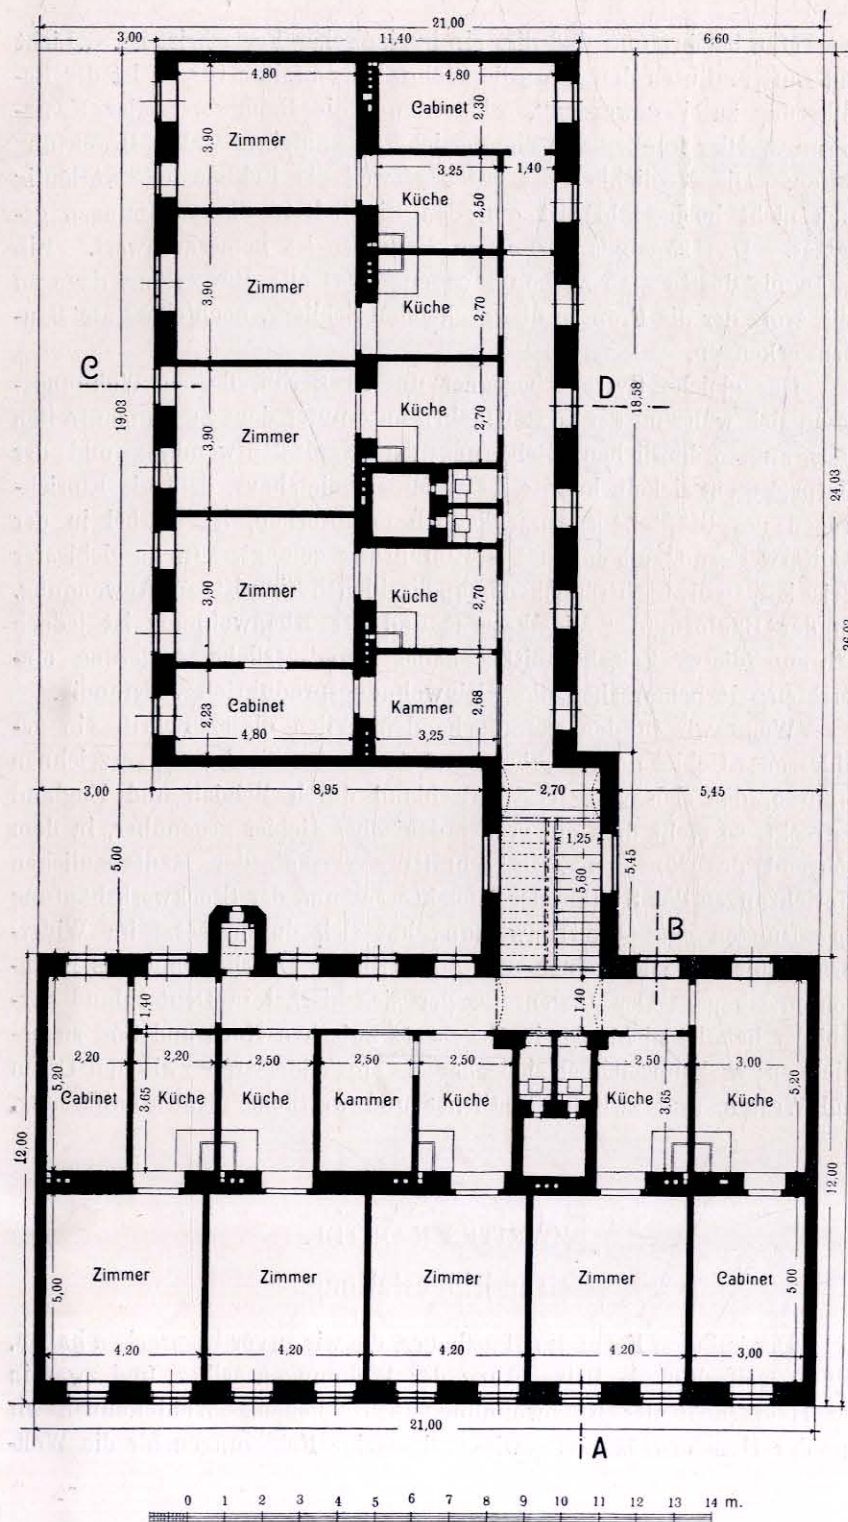 21,00
3,00 11,40 6,60
4,80 4,80
Zimmer 3,90 Cabinet 2,30
3,25 1,40
Küche 2,50
Zimmer 3,90 Küche 2,70
C D
19,03 18,58 24,03
Zimmer 3,90 Küche 2,70
Zimmer 3,90 Küche 2,70
Cabinet 2,23 4,80 Kammer 2,68 3,25
3,00 8,95 2,70 5,45
5,00 1,25 5,60 5,45
B
1,40 1,40
2,20 2,20 2,50 2,50 2,50 2,50 3,00
5,20 3,65 3,65 5,20
Cabinet Küche Küche Kammer Küche Küche Küche
12,00 12,00
Zimmer Zimmer Zimmer Zimmer Cabinet
5,00 5,00
4,20 4,20 4,20 4,20 3,00
21,00
A
0 1 2 3 4 5 6 7 8 9 10 11 12 13 14 m.